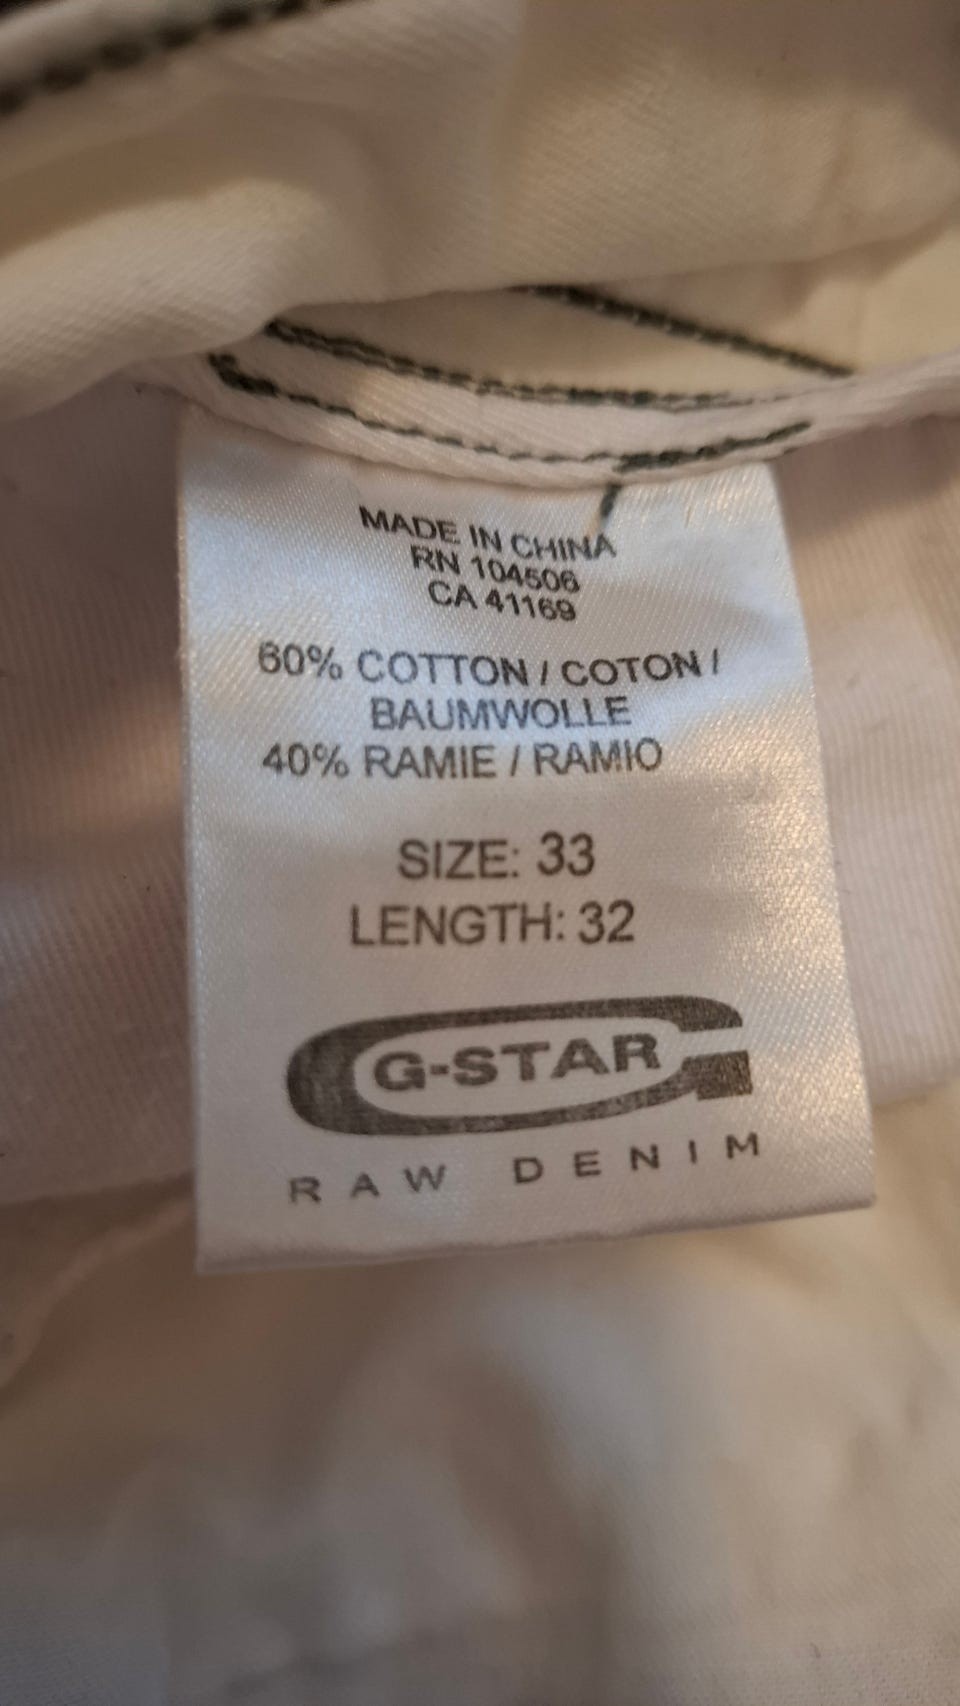 MADE IN CHINA
RN 104506
CA 41169
60% COTTON / COTON /
BAUMWOLLE
40% RAMIE / RAMIO
SIZE: 33
LENGTH: 32
G-STAR
RAW DENIM